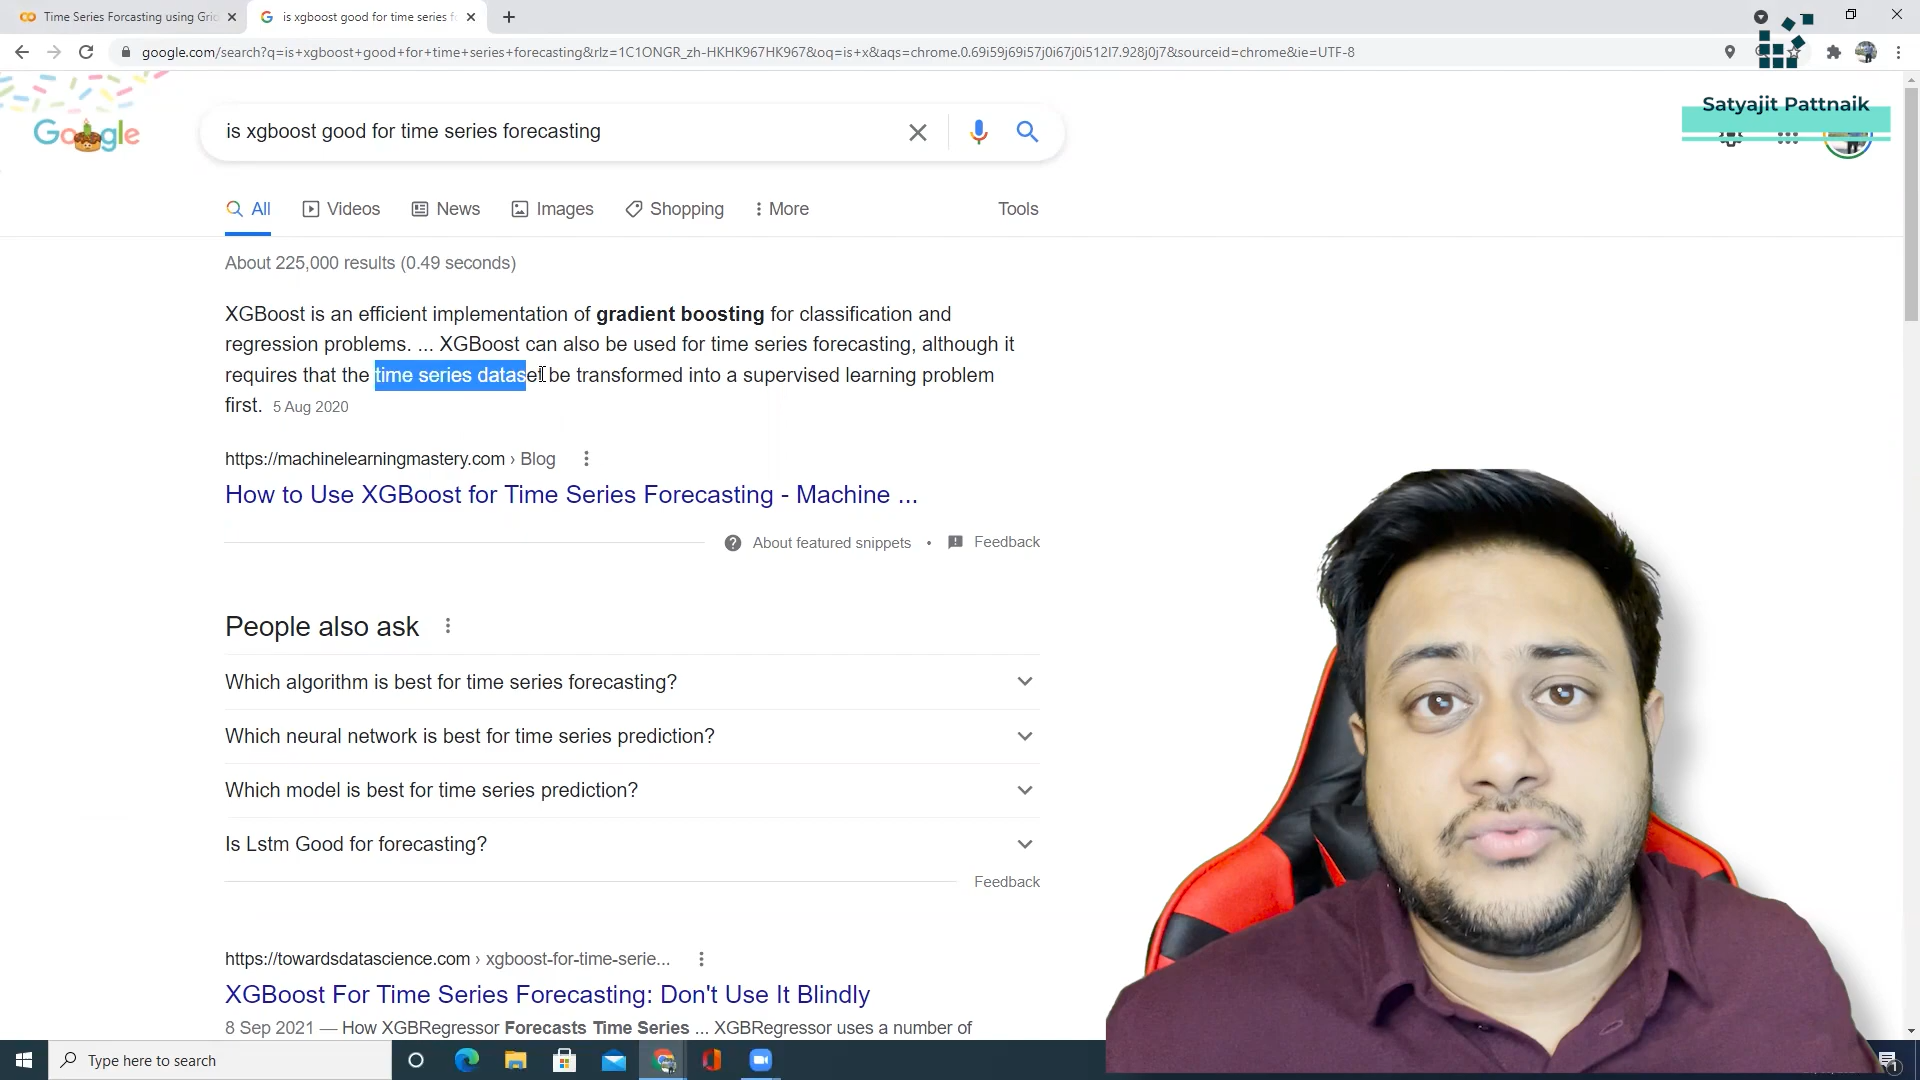 Time Series Forcasting using Gri
is xgboost good for time series f
google.com/search?q=is+xgboost+good+for+time+series+forecasting&rlz=1C1ONGR_zh-HKHK967HK967&oq=is+x&aqs=chrome.0.69i59j69i57j0i67j0i512l7.928j0j7&sourceid=chrome&ie=UTF-8
Satyajit Pattnaik
Google
is xgboost good for time series forecasting
All
Videos
News
Images
Shopping
More
Tools
About 225,000 results (0.49 seconds)
XGBoost is an efficient implementation of gradient boosting for classification and
regression problems. ... XGBoost can also be used for time series forecasting, although it
requires that the time series dataset be transformed into a supervised learning problem
first. 5 Aug 2020
https://machinelearningmastery.com › Blog
How to Use XGBoost for Time Series Forecasting - Machine ...
About featured snippets • Feedback
People also ask
Which algorithm is best for time series forecasting?
Which neural network is best for time series prediction?
Which model is best for time series prediction?
Is Lstm Good for forecasting?
Feedback
https://towardsdatascience.com › xgboost-for-time-serie...
XGBoost For Time Series Forecasting: Don't Use It Blindly
8 Sep 2021 — How XGBRegressor Forecasts Time Series ... XGBRegressor uses a number of
Type here to search
1